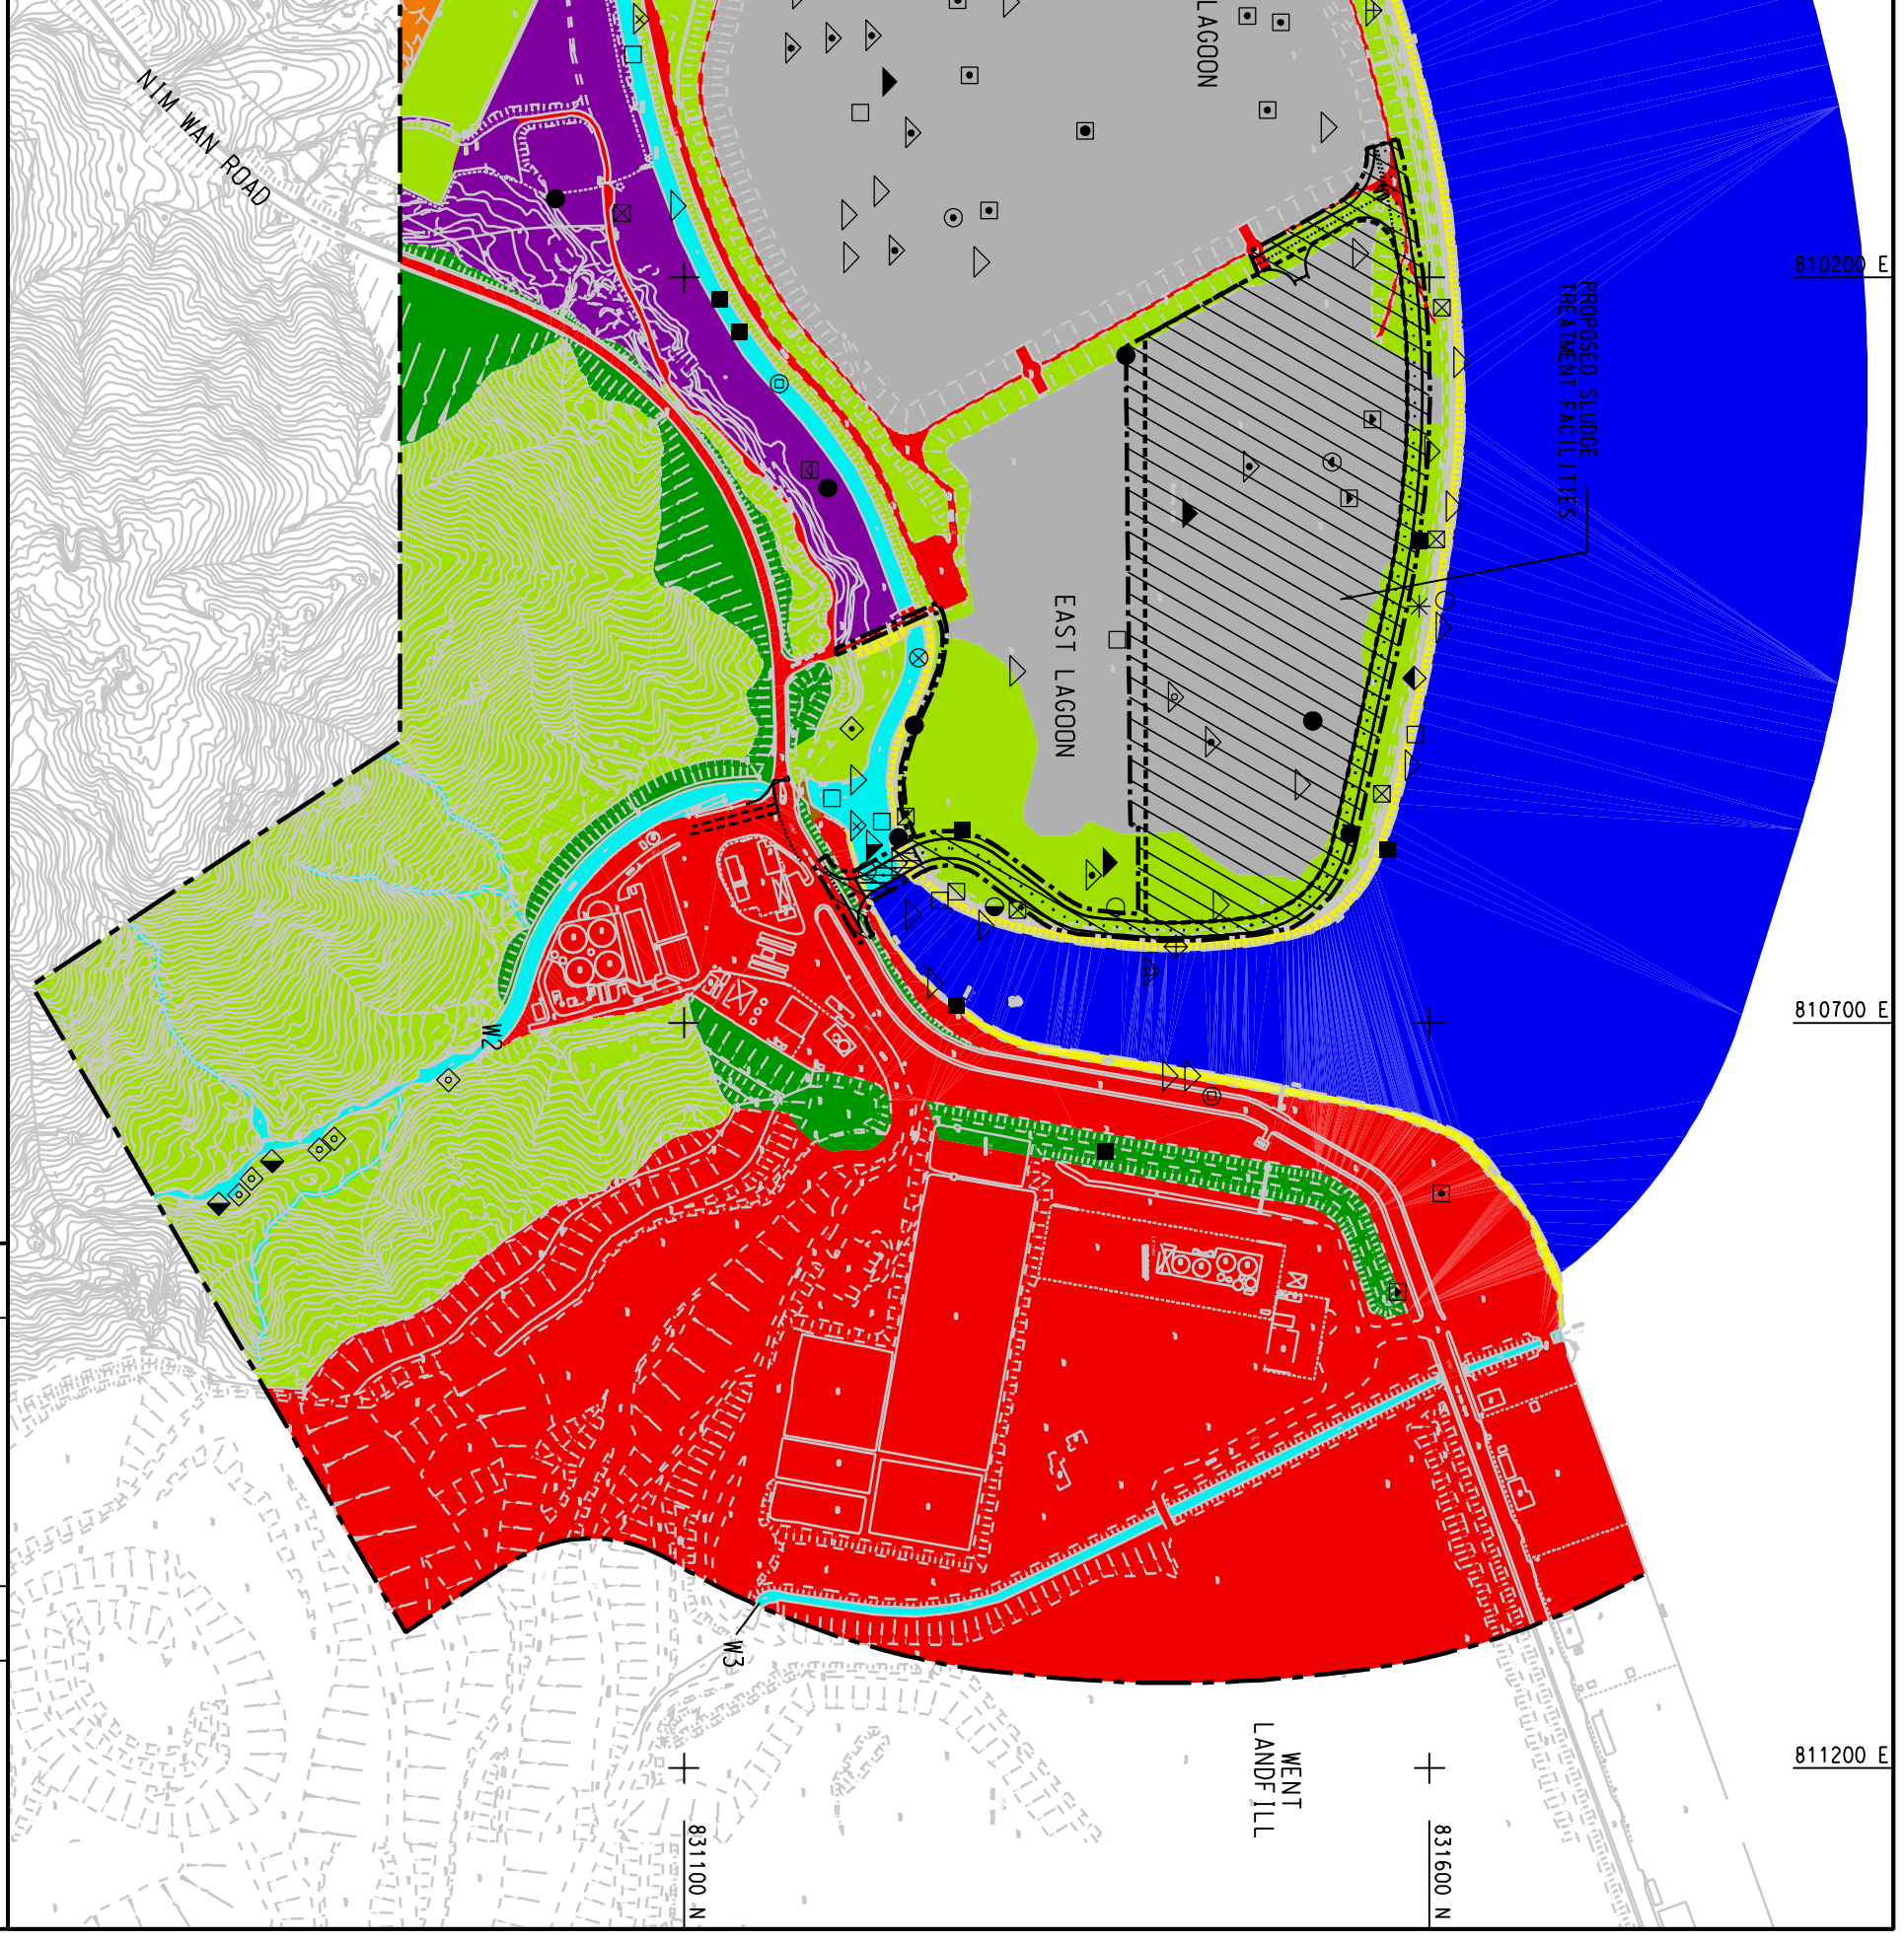 NIM WAN ROAD
LAGOON
810200 E
PROPOSED SLUDGE
TREATMENT FACILITIES
EAST LAGOON
810700 E
W2
W3
WENT
LANDFILL
811200 E
831100 N
831600 N